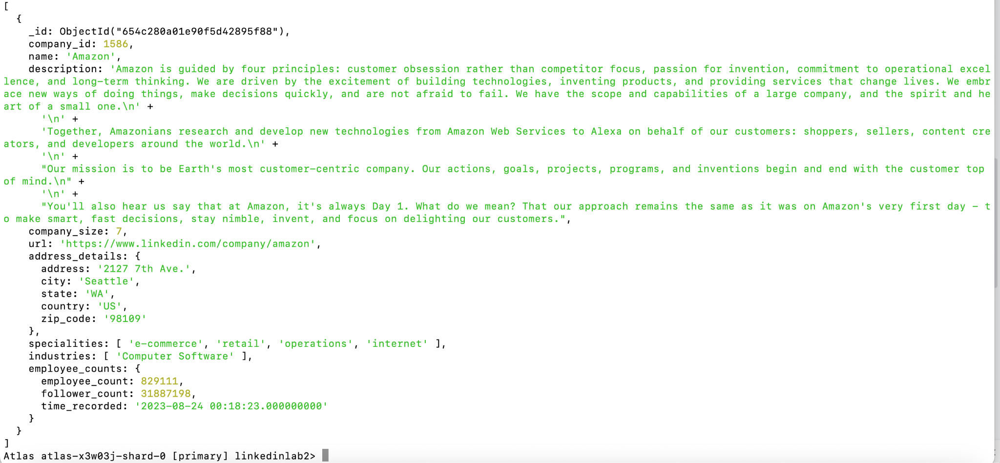 [
  {
    _id: ObjectId("654c280a01e90f5d42895f88"),
    company_id: 1586,
    name: 'Amazon',
    description: 'Amazon is guided by four principles: customer obsession rather than competitor focus, passion for invention, commitment to operational excel
lence, and long-term thinking. We are driven by the excitement of building technologies, inventing products, and providing services that change lives. We embr
ace new ways of doing things, make decisions quickly, and are not afraid to fail. We have the scope and capabilities of a large company, and the spirit and he
art of a small one.\n' +
      '\n' +
      'Together, Amazonians research and develop new technologies from Amazon Web Services to Alexa on behalf of our customers: shoppers, sellers, content cre
ators, and developers around the world.\n' +
      '\n' +
      "Our mission is to be Earth's most customer-centric company. Our actions, goals, projects, programs, and inventions begin and end with the customer top
of mind.\n" +
      '\n' +
      "You'll also hear us say that at Amazon, it's always Day 1. What do we mean? That our approach remains the same as it was on Amazon's very first day – t
o make smart, fast decisions, stay nimble, invent, and focus on delighting our customers.",
    company_size: 7,
    url: 'https://www.linkedin.com/company/amazon',
    address_details: {
      address: '2127 7th Ave.',
      city: 'Seattle',
      state: 'WA',
      country: 'US',
      zip_code: '98109'
    },
    specialities: [ 'e-commerce', 'retail', 'operations', 'internet' ],
    industries: [ 'Computer Software' ],
    employee_counts: {
      employee_count: 829111,
      follower_count: 31887198,
      time_recorded: '2023-08-24 00:18:23.000000000'
    }
  }
]
Atlas atlas-x3w03j-shard-0 [primary] linkedinlab2>